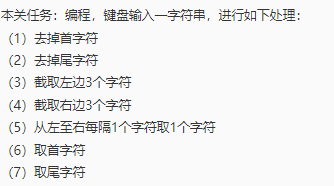 本关任务：编程，键盘输入一字符串，进行如下处理：
（1）去掉首字符
（2）去掉尾字符
（3）截取左边3个字符
（4）截取右边3个字符
（5）从左至右每隔1个字符取1个字符
（6）取首字符
（7）取尾字符